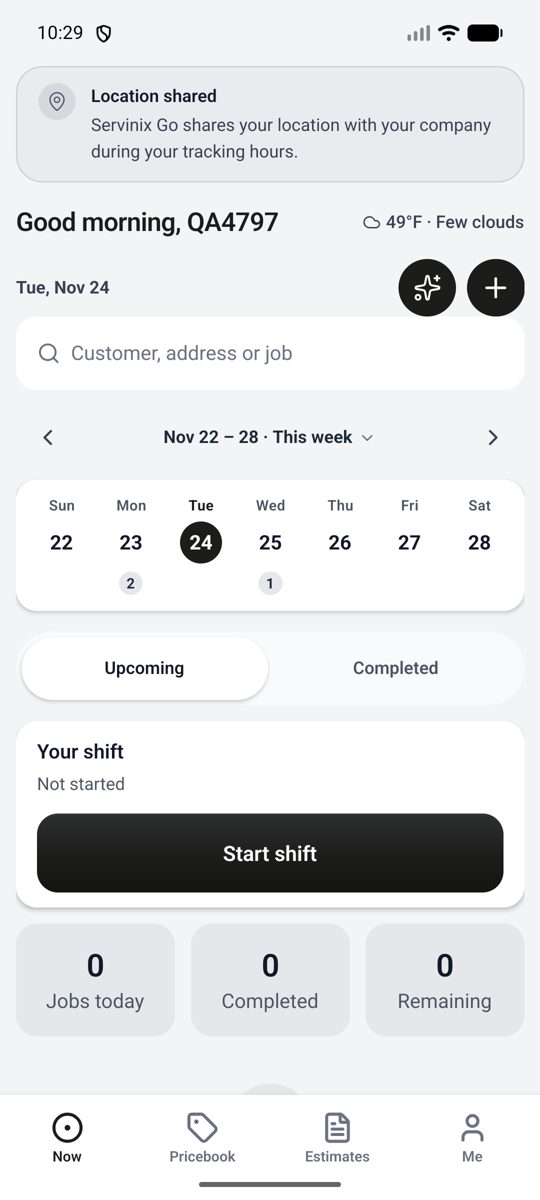 10:29
Location shared
Servinix Go shares your location with your company
during your tracking hours.
Good morning, QA4797
49°F · Few clouds
Tue, Nov 24
Customer, address or job
Nov 22 – 28 · This week
Sun Mon Tue Wed Thu Fri Sat
22 23 24 25 26 27 28
2 1
Upcoming Completed
Your shift
Not started
Start shift
0 0 0
Jobs today Completed Remaining
Now Pricebook Estimates Me